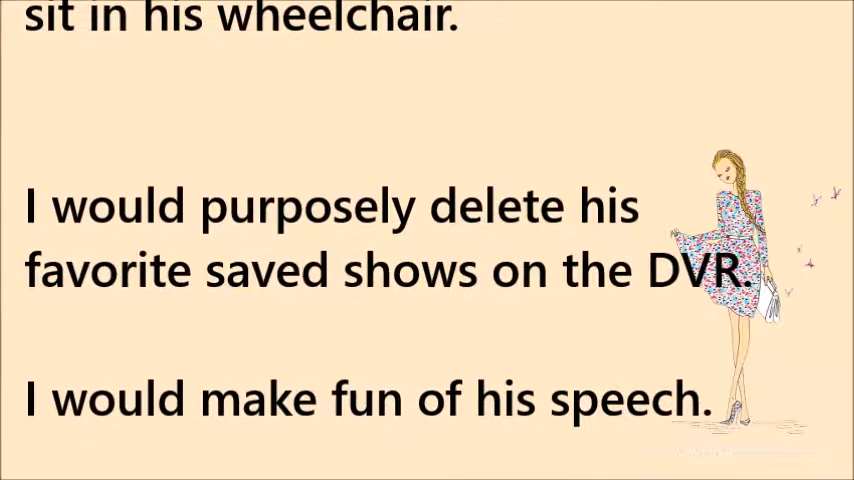 sit in his wheelchair.
I would purposely delete his
favorite saved shows on the DVR.
I would make fun of his speech.